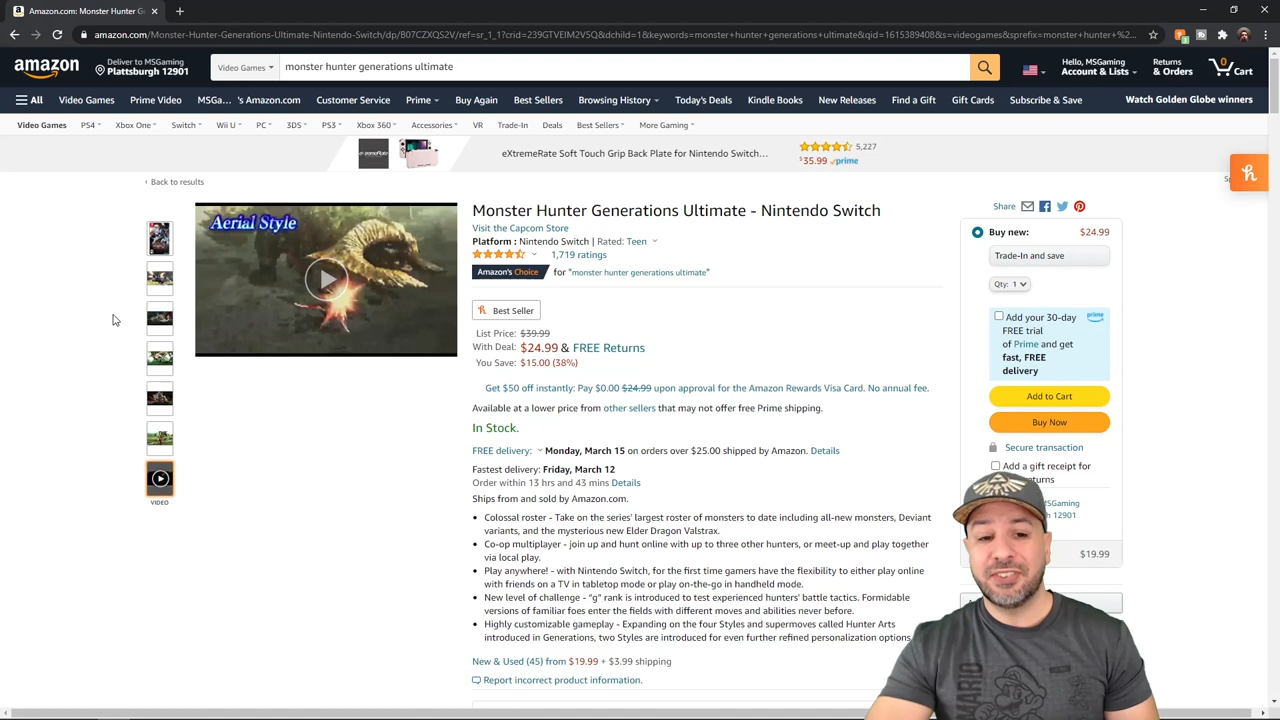 Amazon.com: Monster Hunter Gen
amazon.com/Monster-Hunter-Generations-Ultimate-Nintendo-Switch/dp/B07CZXQS2V/ref=sr_1_1?crid=239GTVEIM2V5Q&dchild=1&keywords=monster+hunter+generations+ultimate&qid=1615389408&s=videogames&sprefix=monster+hunter+%2...
amazon
Deliver to MSGaming
Plattsburgh 12901
Video Games
monster hunter generations ultimate
Hello, MSGaming
Account & Lists
Returns
& Orders
0
Cart
All Video Games Prime Video MSGa... 's Amazon.com Customer Service Prime Buy Again Best Sellers Browsing History Today's Deals Kindle Books New Releases Find a Gift Gift Cards Subscribe & Save Watch Golden Globe winners
Video Games PS4 Xbox One Switch Wii U PC 3DS PS3 Xbox 360 Accessories VR Trade-In Deals Best Sellers More Gaming
eXtremeRate Soft Touch Grip Back Plate for Nintendo Switch...
5,227
$35.99 prime
‹ Back to results
Aerial Style
VIDEO
Monster Hunter Generations Ultimate - Nintendo Switch
Visit the Capcom Store
Platform : Nintendo Switch | Rated: Teen
1,719 ratings
Amazon's Choice for "monster hunter generations ultimate"
Best Seller
List Price: $39.99
With Deal: $24.99 & FREE Returns
You Save: $15.00 (38%)
Get $50 off instantly: Pay $0.00 $24.99 upon approval for the Amazon Rewards Visa Card. No annual fee.
Available at a lower price from other sellers that may not offer free Prime shipping.
In Stock.
FREE delivery: Monday, March 15 on orders over $25.00 shipped by Amazon. Details
Fastest delivery: Friday, March 12
Order within 13 hrs and 43 mins Details
Ships from and sold by Amazon.com.
• Colossal roster - Take on the series' largest roster of monsters to date including all-new monsters, Deviant
variants, and the mysterious new Elder Dragon Valstrax.
• Co-op multiplayer - join up and hunt online with up to three other hunters, or meet-up and play together
via local play.
• Play anywhere! - with Nintendo Switch, for the first time gamers have the flexibility to either play online
with friends on a TV in tabletop mode or play on-the-go in handheld mode.
• New level of challenge - "g" rank is introduced to test experienced hunters' battle tactics. Formidable
versions of familiar foes enter the fields with different moves and abilities never before.
• Highly customizable gameplay - Expanding on the four Styles and supermoves called Hunter Arts
introduced in Generations, two Styles are introduced for even further refined personalization options
New & Used (45) from $19.99 + $3.99 shipping
Report incorrect product information.
Share
Buy new: $24.99
Trade-In and save
Qty: 1
Add your 30-day
FREE trial
of Prime and get
fast, FREE
delivery
prime
Add to Cart
Buy Now
Secure transaction
Add a gift receipt for
returns
MSGaming
12901
$19.99